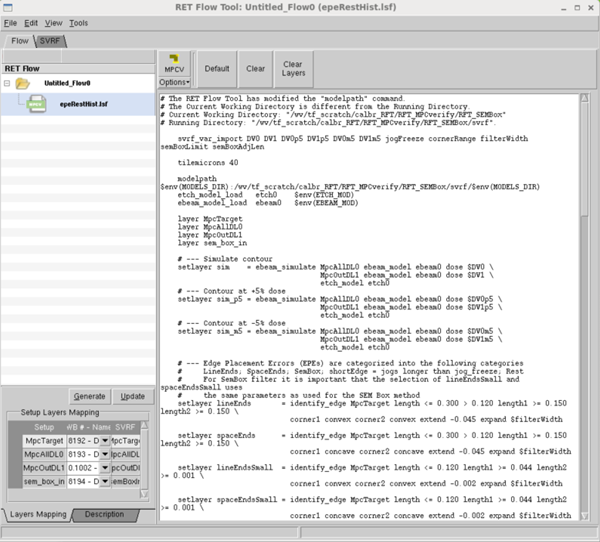 RET Flow Tool: Untitled_Flow0 (epeRestHist.lsf)
File Edit View Tools
Flow SVRF
RET Flow
Untitled_Flow0
epeRestHist.lsf
MPCV
Options
Default
Clear
Clear
Layers
# The RET Flow Tool has modified the "modelpath" command.
# The Current Working Directory is different from the Running Directory.
# Current Working Directory: "/wv/tf_scratch/calbr_RFT/RFT_MPCverify/RFT_SEMBox"
# Running Directory: "/wv/tf_scratch/calbr_RFT/RFT_MPCverify/RFT_SEMBox/svrf".
svrf_var_import DV0 DV1 DV0p5 DV1p5 DV0m5 DV1m5 jogFreeze cornerRange filterWidth
semBoxLimit semBoxAdjLen
tilemicrons 40
modelpath
$env(MODELS_DIR):/wv/tf_scratch/calbr_RFT/RFT_MPCverify/RFT_SEMBox/svrf/$env(MODELS_DIR)
etch_model_load etch0 $env(ETCH_MOD)
ebeam_model_load ebeam0 $env(EBEAM_MOD)
layer MpcTarget
layer MpcAllDL0
layer MpcOutDL1
layer sem_box_in
# --- Simulate contour
setlayer sim = ebeam_simulate MpcAllDL0 ebeam_model ebeam0 dose $DV0 \
MpcOutDL1 ebeam_model ebeam0 dose $DV1 \
etch_model etch0
# --- Contour at +5% dose
setlayer sim_p5 = ebeam_simulate MpcAllDL0 ebeam_model ebeam0 dose $DV0p5 \
MpcOutDL1 ebeam_model ebeam0 dose $DV1p5 \
etch_model etch0
# --- Contour at -5% dose
setlayer sim_m5 = ebeam_simulate MpcAllDL0 ebeam_model ebeam0 dose $DV0m5 \
MpcOutDL1 ebeam_model ebeam0 dose $DV1m5 \
etch_model etch0
# --- Edge Placement Errors (EPEs) are categorized into the following categories
# LineEnds; SpaceEnds; SemBox; shortEdge = jogs longer than jog_freeze; Rest
# For SemBox filter it is important that the selection of lineEndsSmall and
spaceEndsSmall uses
# the same parameters as used for the SEM Box method
setlayer lineEnds = identify_edge MpcTarget length <= 0.300 > 0.120 length1 >= 0.150
length2 >= 0.150 \
corner1 convex corner2 convex extend -0.045 expand $filterWidth
setlayer spaceEnds = identify_edge MpcTarget length <= 0.300 > 0.120 length1 >= 0.150
length2 >= 0.150 \
corner1 concave corner2 concave extend -0.045 expand $filterWidth
setlayer lineEndsSmall = identify_edge MpcTarget length <= 0.120 length1 >= 0.044 length2
>= 0.001 \
corner1 convex corner2 convex extend -0.002 expand $filterWidth
setlayer spaceEndsSmall = identify_edge MpcTarget length <= 0.120 length1 >= 0.044 length2
>= 0.001 \
corner1 concave corner2 concave extend -0.002 expand $filterWidth
Generate Update
Setup Layers Mapping
Setup WB # - Name SVRF
MpcTarget 8192 - D
MpcAllDL0 8193 - D
MpcOutDL1 0.1002 -
sem_box_in 8194 - D
Layers Mapping Description